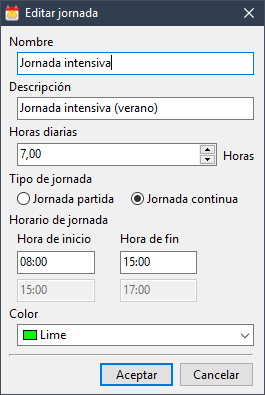 Editar jornada
Nombre
Jornada intensiva
Descripción
Jornada intensiva (verano)
Horas diarias
7,00 Horas
Tipo de jornada
Jornada partida Jornada continua
Horario de jornada
Hora de inicio Hora de fin
08:00 15:00
15:00 17:00
Color
Lime
Aceptar Cancelar